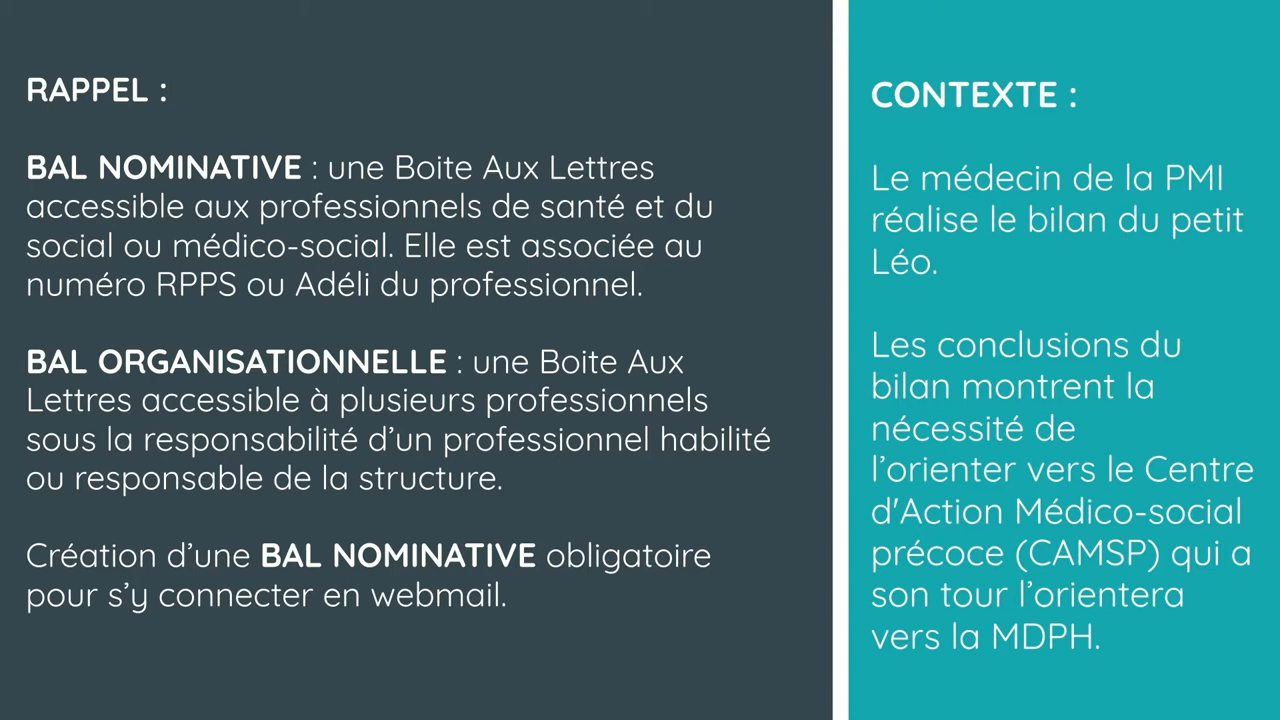 RAPPEL :
BAL NOMINATIVE : une Boite Aux Lettres
accessible aux professionnels de santé et du
social ou médico-social. Elle est associée au
numéro RPPS ou Adéli du professionnel.
BAL ORGANISATIONNELLE : une Boite Aux
Lettres accessible à plusieurs professionnels
sous la responsabilité d’un professionnel habilité
ou responsable de la structure.
Création d’une BAL NOMINATIVE obligatoire
pour s’y connecter en webmail.
CONTEXTE :
Le médecin de la PMI
réalise le bilan du petit
Léo.
Les conclusions du
bilan montrent la
nécessité de
l’orienter vers le Centre
d'Action Médico-social
précoce (CAMSP) qui a
son tour l’orientera
vers la MDPH.